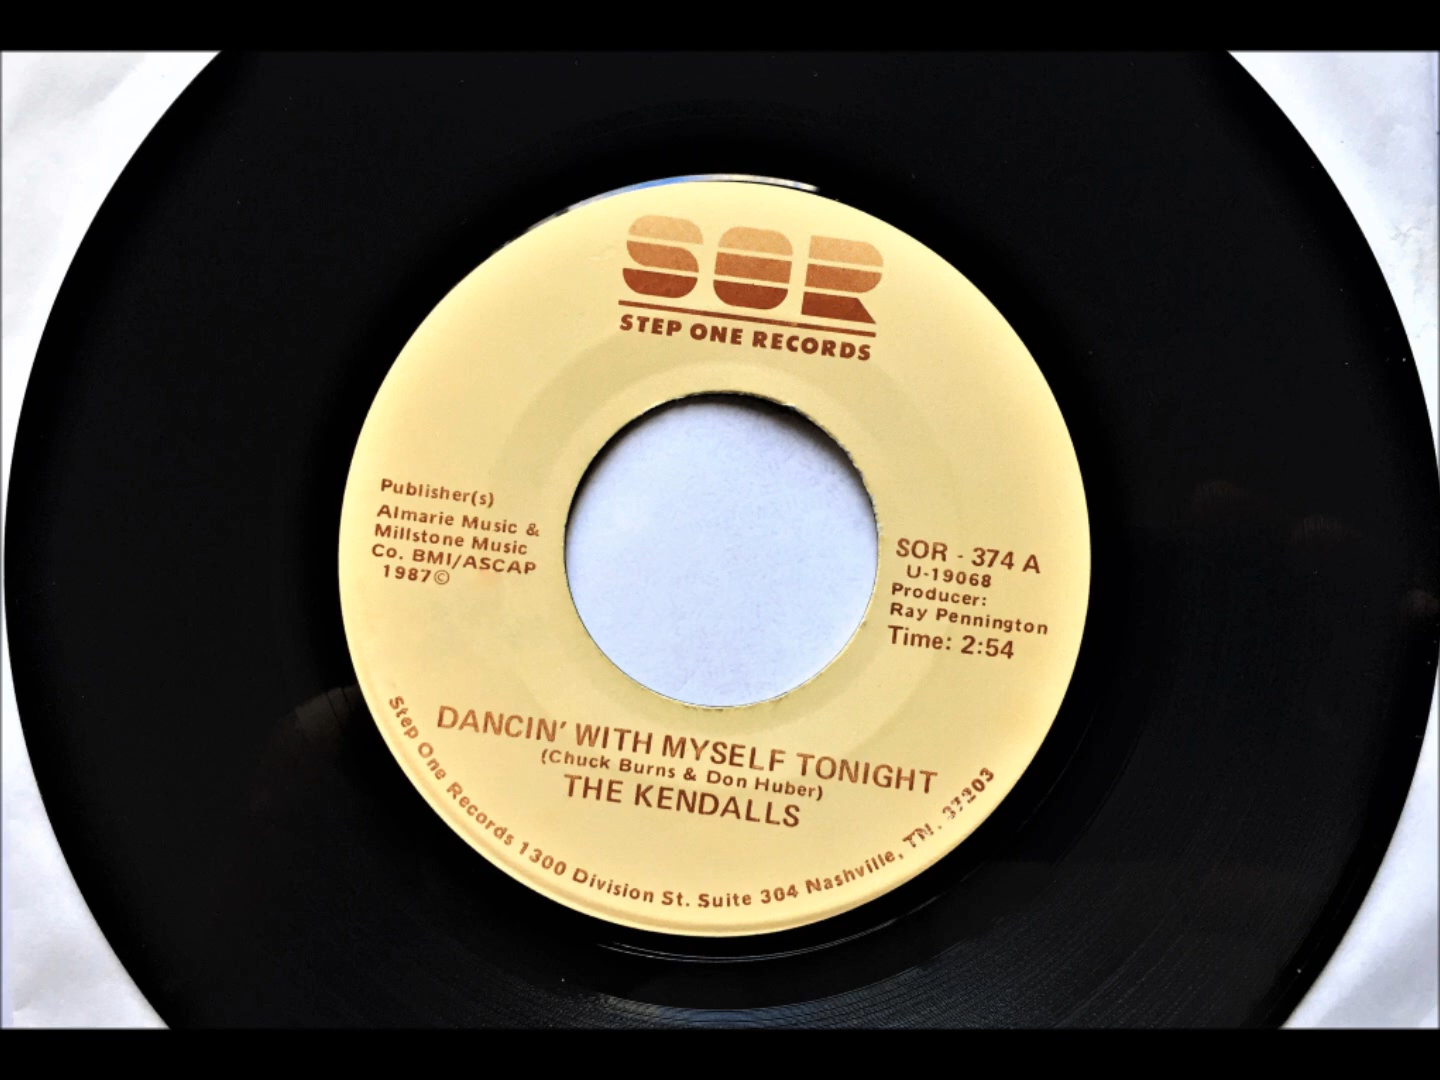 SOR
STEP ONE RECORDS
Publisher(s)
Almarie Music &
Millstone Music
Co. BMI/ASCAP
1987©
SOR - 374 A
U-19068
Producer:
Ray Pennington
Time: 2:54
DANCIN' WITH MYSELF TONIGHT
(Chuck Burns & Don Huber)
THE KENDALLS
Step One Records 1300 Division St. Suite 304 Nashville, TN. 37203